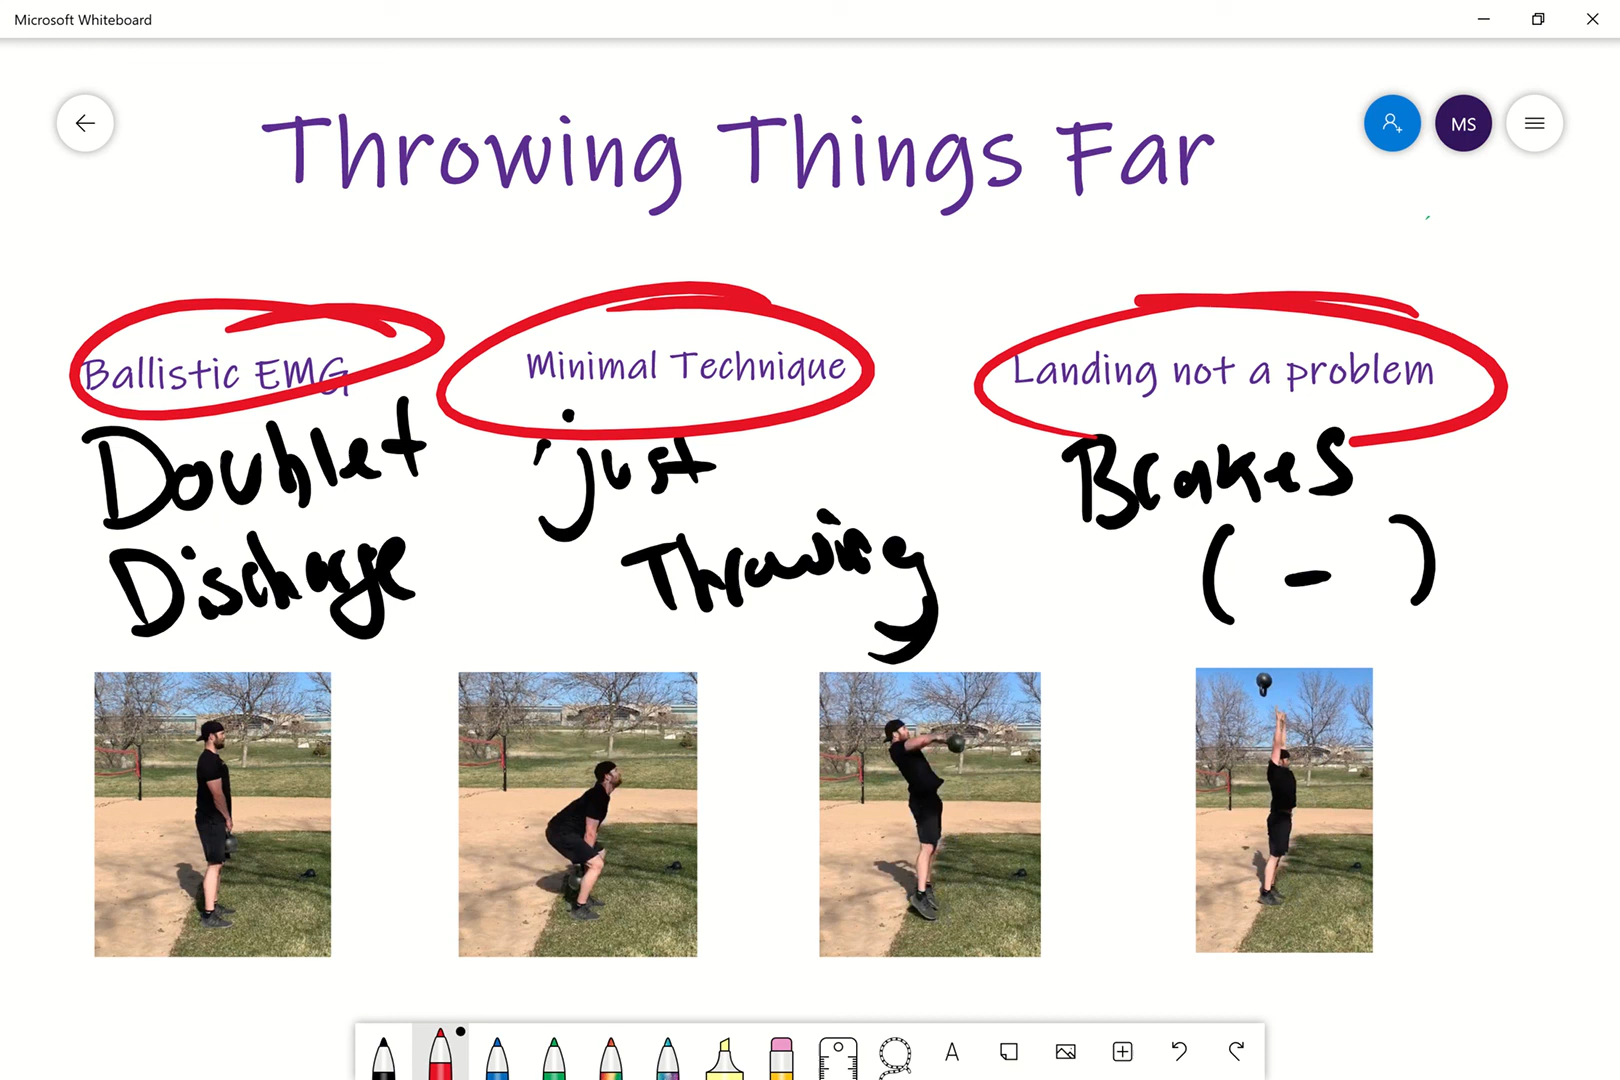 Microsoft Whiteboard
Throwing Things Far
MS
Ballistic EMG
Minimal Technique
Landing not a problem
Doublet
Discharge
just
Throwing
Brakes
( - )
A